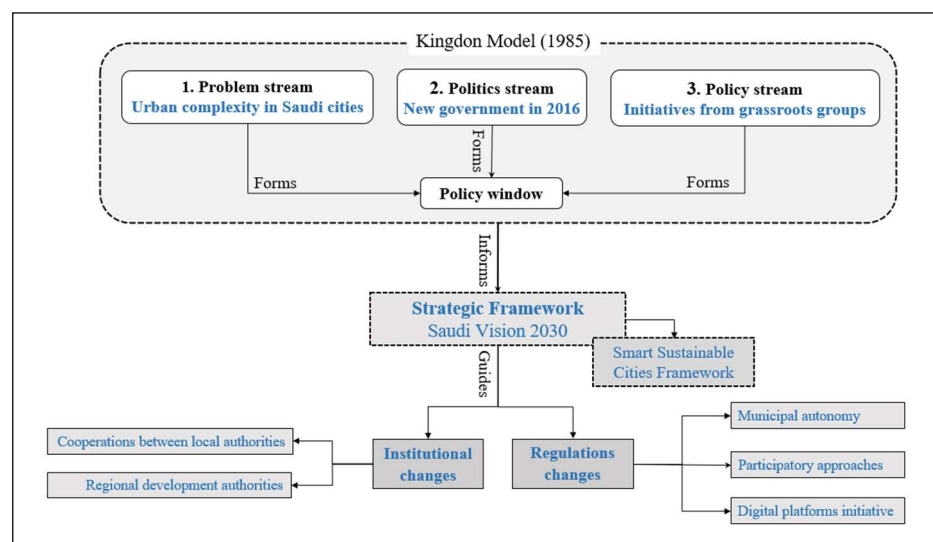 Kingdon Model (1985)
1. Problem stream
Urban complexity in Saudi cities
2. Politics stream
New government in 2016
3. Policy stream
Initiatives from grassroots groups
Forms
Forms
Forms
Policy window
Informs
Strategic Framework
Saudi Vision 2030
Smart Sustainable
Cities Framework
Guides
Cooperations between local authorities
Regional development authorities
Institutional
changes
Regulations
changes
Municipal autonomy
Participatory approaches
Digital platforms initiative